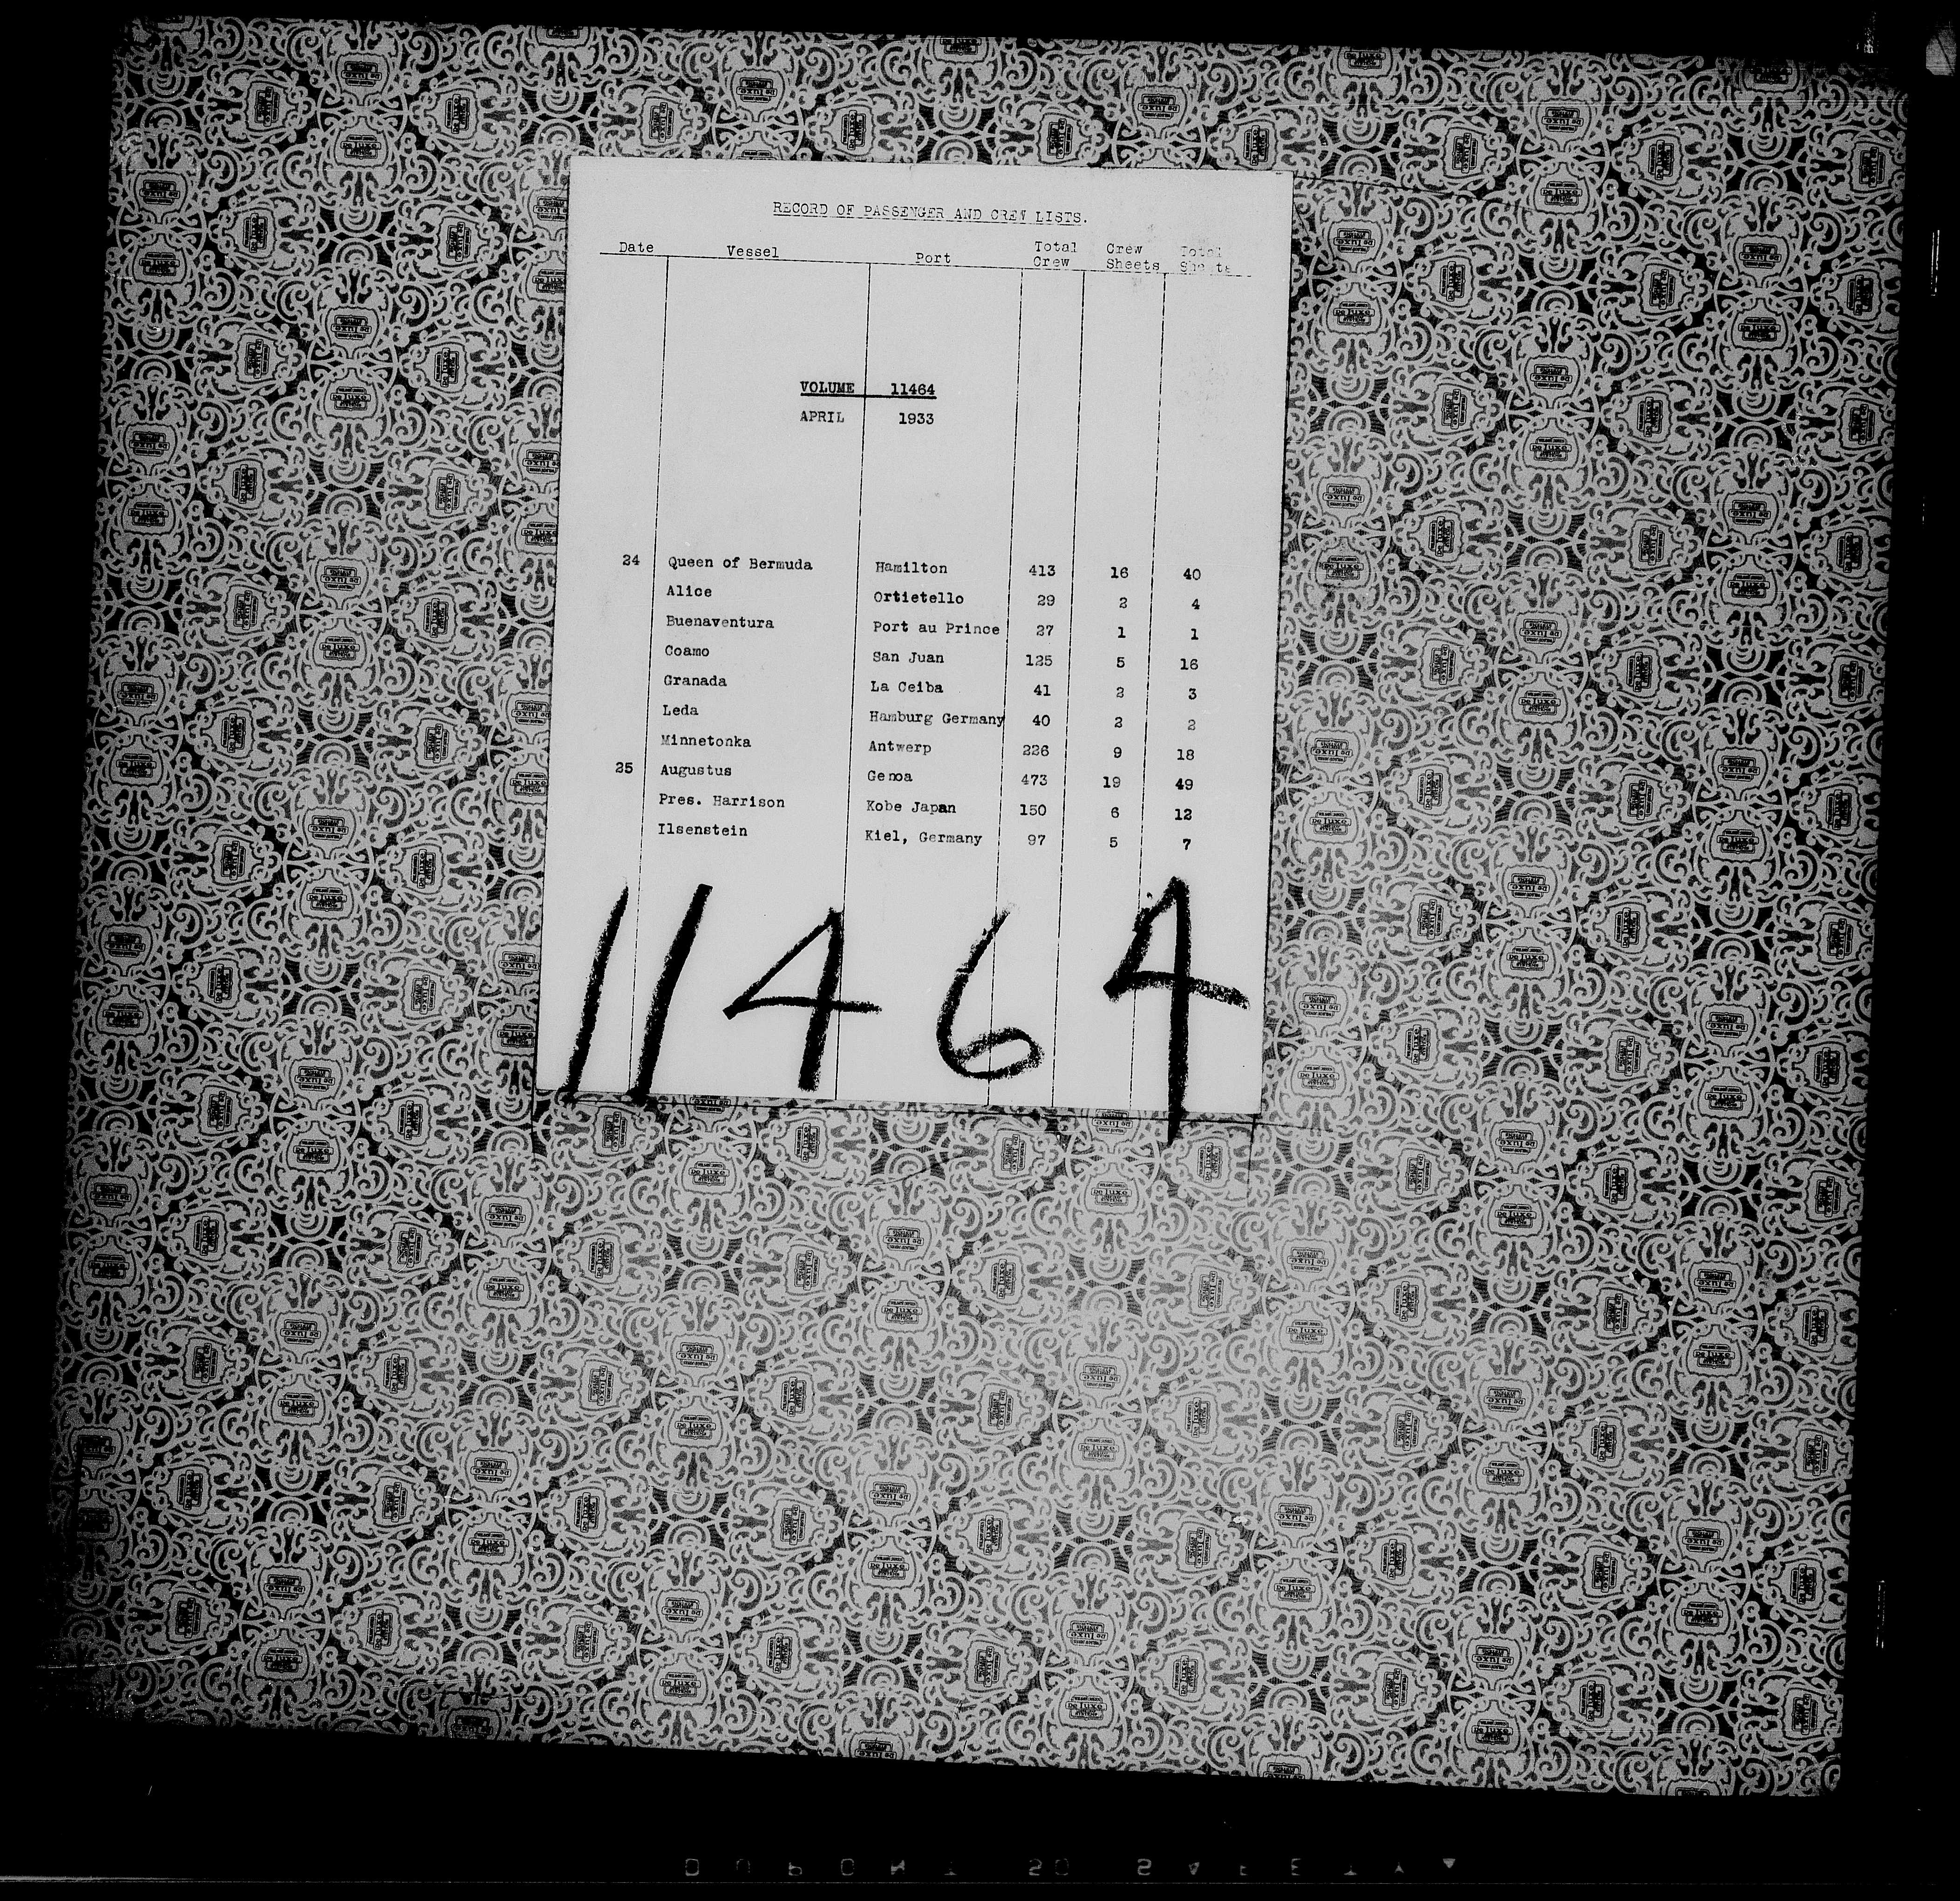 RECORD OF PASSENGER AND CREW LISTS.
Date Vessel Port Total Crew Crew Sheets Total Sheets
VOLUME 11464
APRIL 1933
24 Queen of Bermuda Hamilton 413 16 40
Alice Ortietello 29 2 4
Buenaventura Port au Prince 27 1 1
Coamo San Juan 125 5 16
Granada La Ceiba 41 2 3
Leda Hamburg Germany 40 2 2
Minnetonka Antwerp 226 9 18
25 Augustus Genoa 473 19 49
Pres. Harrison Kobe Japan 150 6 12
Ilsenstein Kiel, Germany 97 5 7
11464
De luxe
DUPONT SAFETY